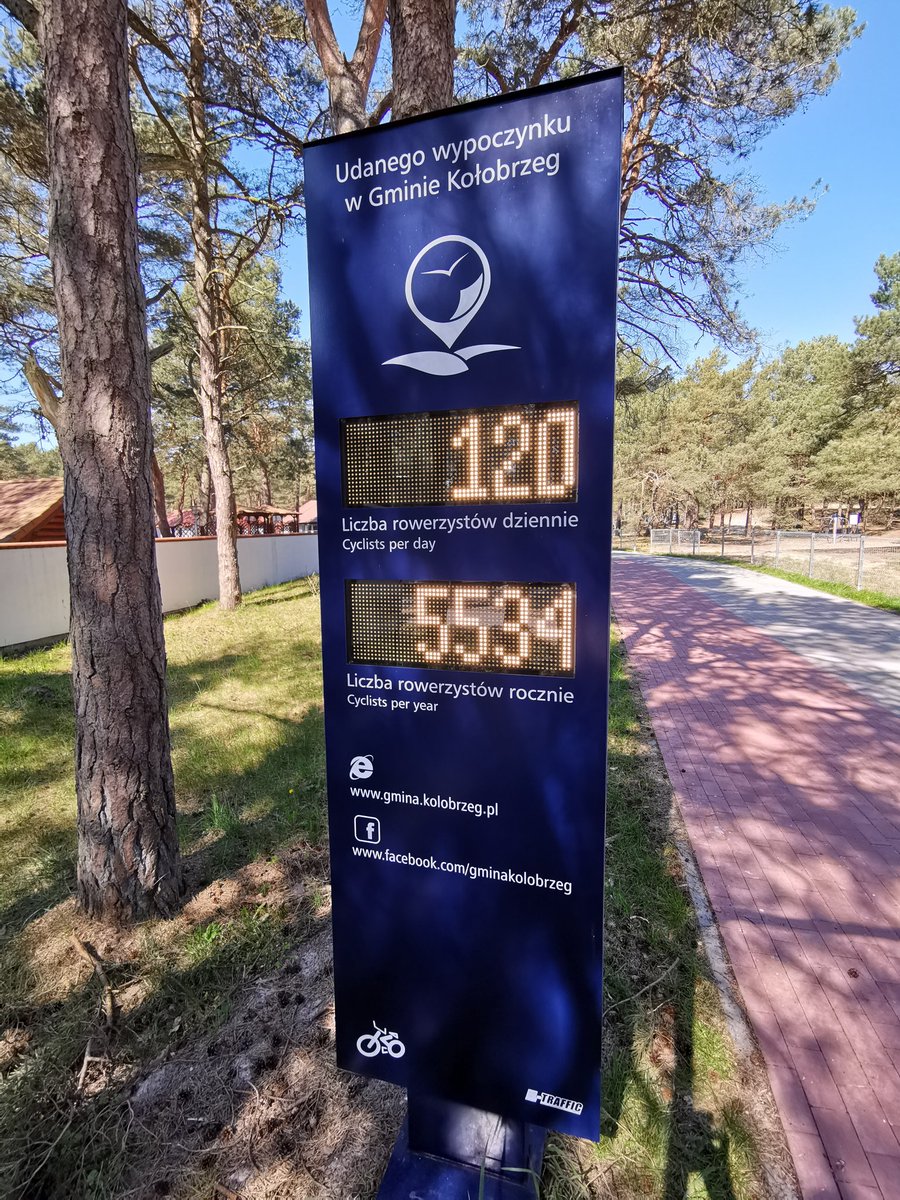 Udanego wypoczynku
w Gminie Kołobrzeg
120
Liczba rowerzystów dziennie
Cyclists per day
5534
Liczba rowerzystów rocznie
Cyclists per year
www.gmina.kolobrzeg.pl
f
www.facebook.com/gminakolobrzeg
-TRAFFIC